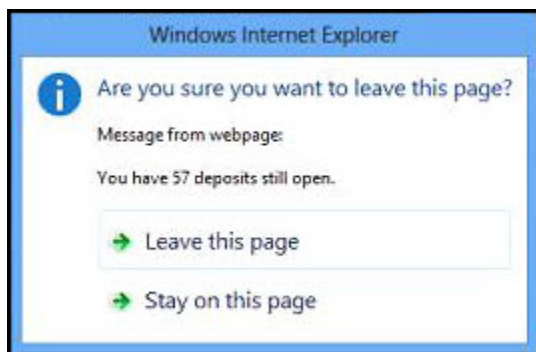 Windows Internet Explorer
Are you sure you want to leave this page?
Message from webpage:
You have 57 deposits still open.
Leave this page
Stay on this page